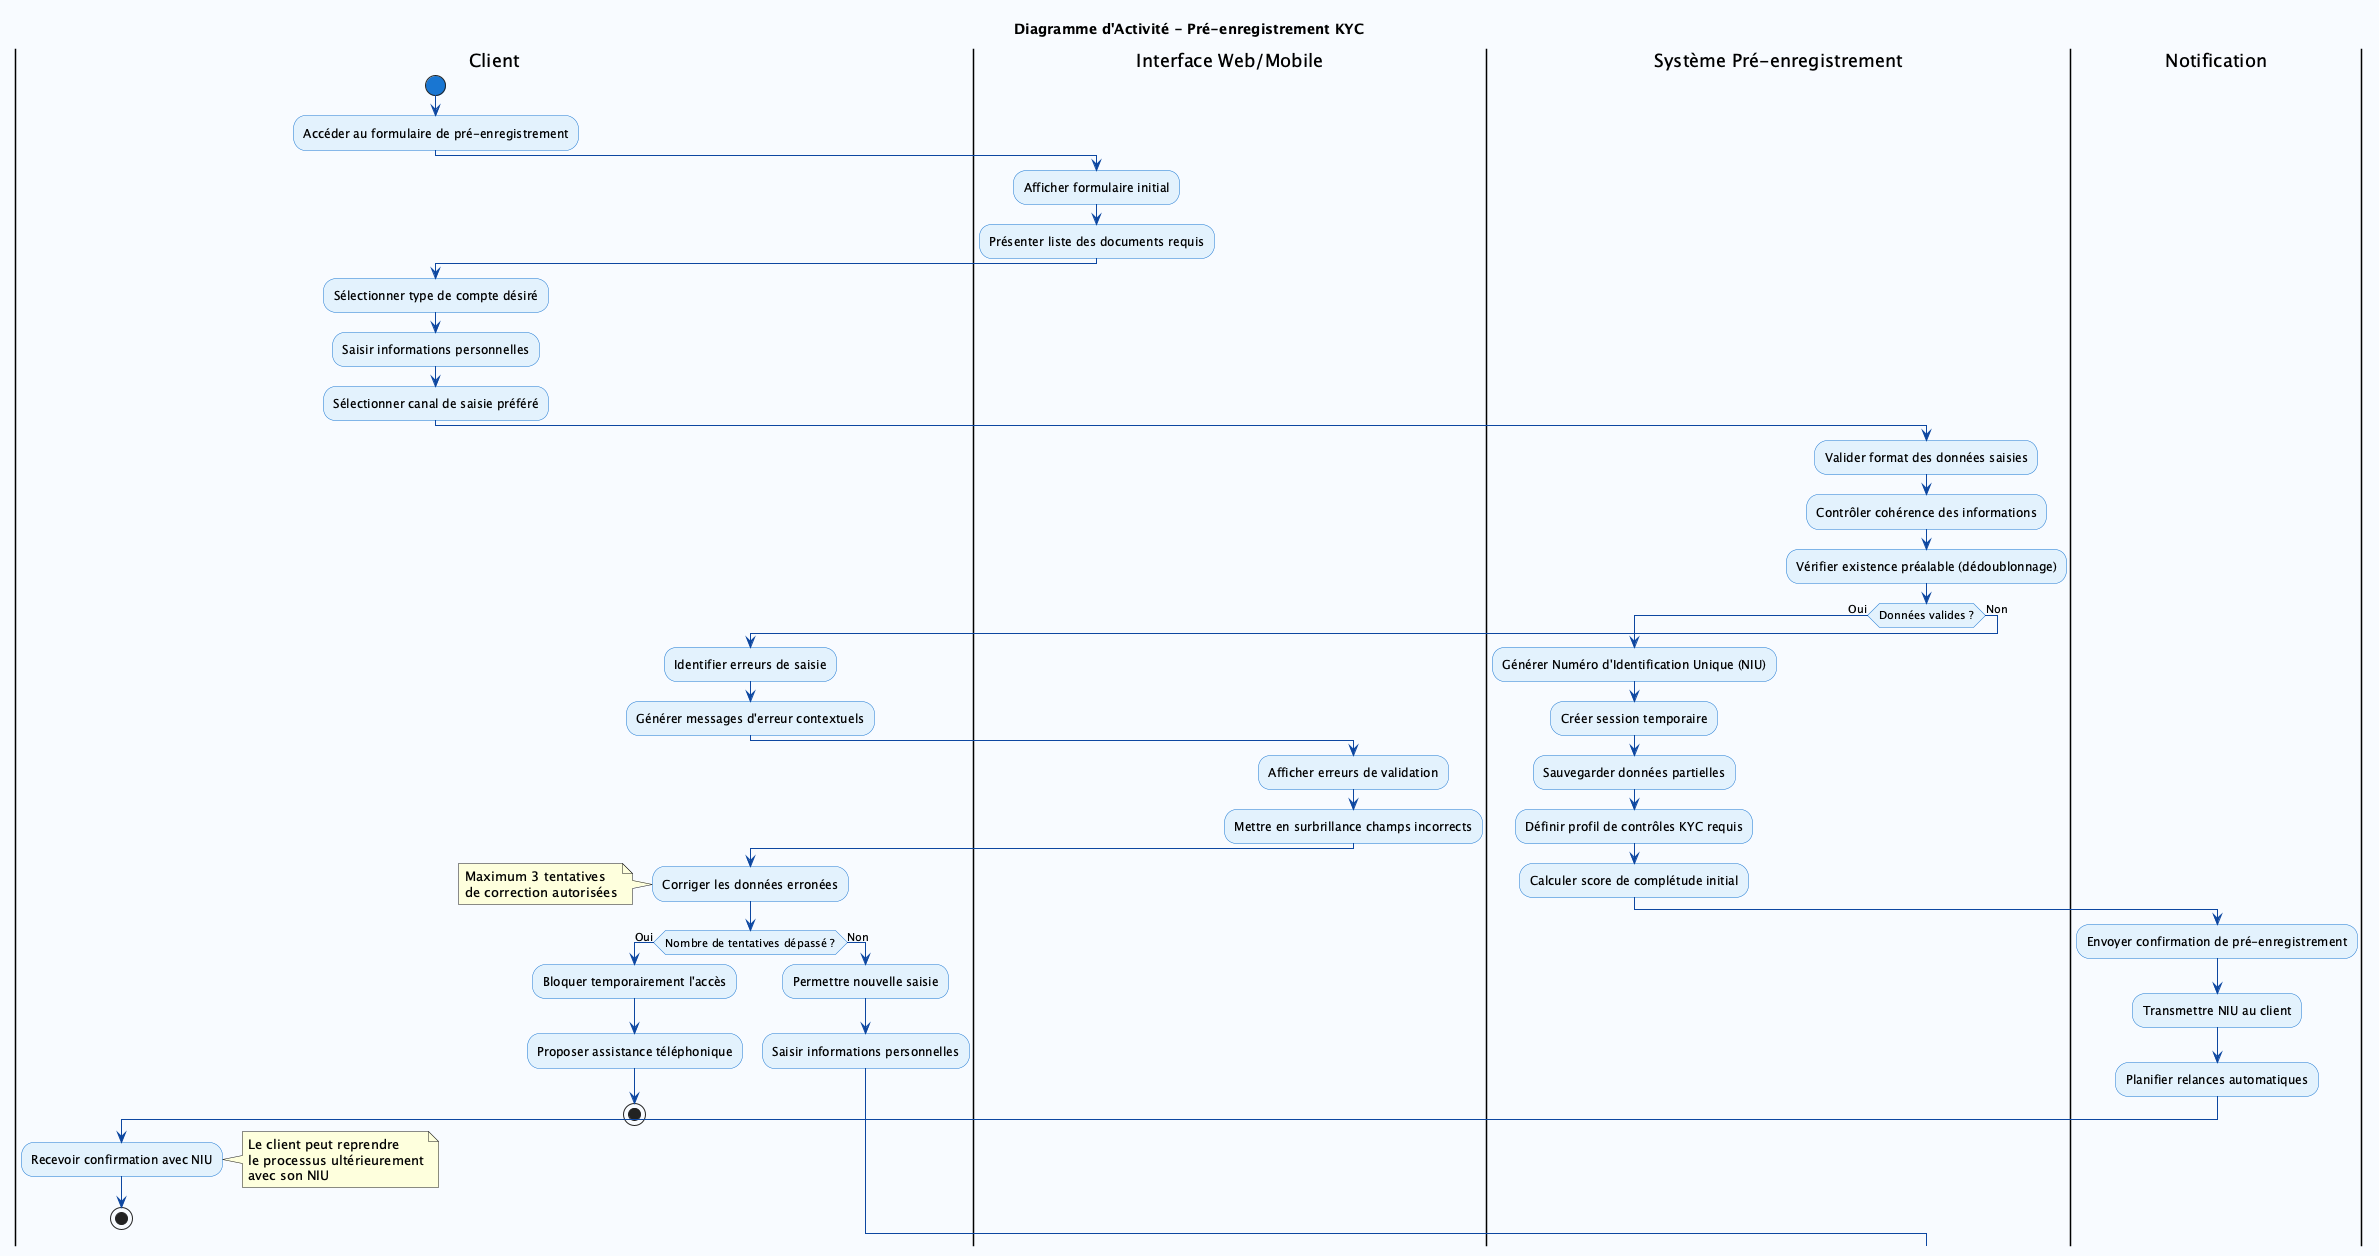 Diagramme d'Activité - Pré-enregistrement KYC
Client
Interface Web/Mobile
Système Pré-enregistrement
Notification
Accéder au formulaire de pré-enregistrement
Afficher formulaire initial
Présenter liste des documents requis
Sélectionner type de compte désiré
Saisir informations personnelles
Sélectionner canal de saisie préféré
Valider format des données saisies
Contrôler cohérence des informations
Vérifier existence préalable (dédoublonnage)
Oui
Données valides ?
Non
Identifier erreurs de saisie
Générer Numéro d'Identification Unique (NIU)
Générer messages d'erreur contextuels
Créer session temporaire
Afficher erreurs de validation
Sauvegarder données partielles
Mettre en surbrillance champs incorrects
Définir profil de contrôles KYC requis
Maximum 3 tentatives
de correction autorisées
Corriger les données erronées
Calculer score de complétude initial
Oui
Nombre de tentatives dépassé ?
Non
Envoyer confirmation de pré-enregistrement
Bloquer temporairement l'accès
Permettre nouvelle saisie
Transmettre NIU au client
Proposer assistance téléphonique
Saisir informations personnelles
Planifier relances automatiques
Recevoir confirmation avec NIU
Le client peut reprendre
le processus ultérieurement
avec son NIU